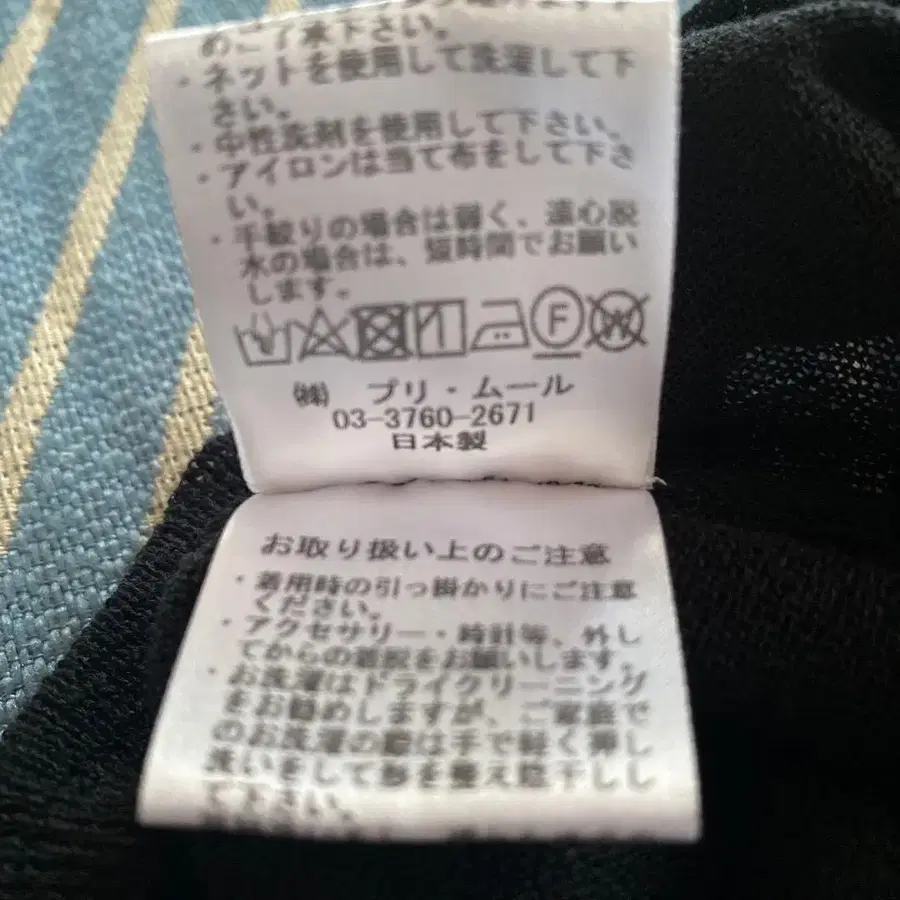 めご了承下さい。
・ネットを使用して洗濯して下
さい。
・中性洗剤を使用して下さい。
・アイロンは当て布をして下さ
い。
・手絞りの場合は弱く、遠心脱
水の場合は、短時間でお願い
します。
F W
㈱ プリ・ムール
03-3760-2671
日本製
お取り扱い上のご注意
・着用時の引っ掛かりにご注意
ください。
・アクセサリー・時計等、外し
てからの着脱をお願いします。
・お洗濯はドライクリーニング
をお勧めしますが、ご家庭で
のお洗濯の際は手で軽く押し
洗いをして形を整え陰干しし
て下さい。